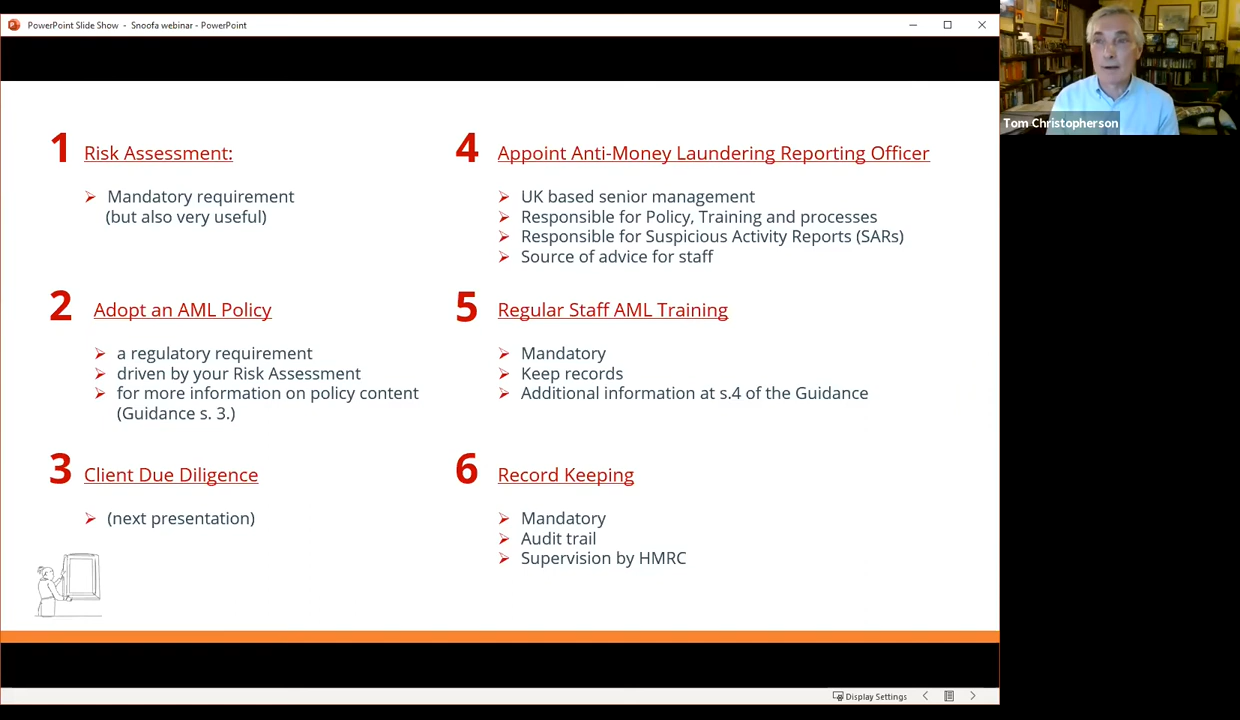 PowerPoint Slide Show - Snoofa webinar - PowerPoint
Tom Christopherson
1 Risk Assessment:
Mandatory requirement
(but also very useful)
2 Adopt an AML Policy
a regulatory requirement
driven by your Risk Assessment
for more information on policy content
(Guidance s. 3.)
3 Client Due Diligence
(next presentation)
4 Appoint Anti-Money Laundering Reporting Officer
UK based senior management
Responsible for Policy, Training and processes
Responsible for Suspicious Activity Reports (SARs)
Source of advice for staff
5 Regular Staff AML Training
Mandatory
Keep records
Additional information at s.4 of the Guidance
6 Record Keeping
Mandatory
Audit trail
Supervision by HMRC
Display Settings